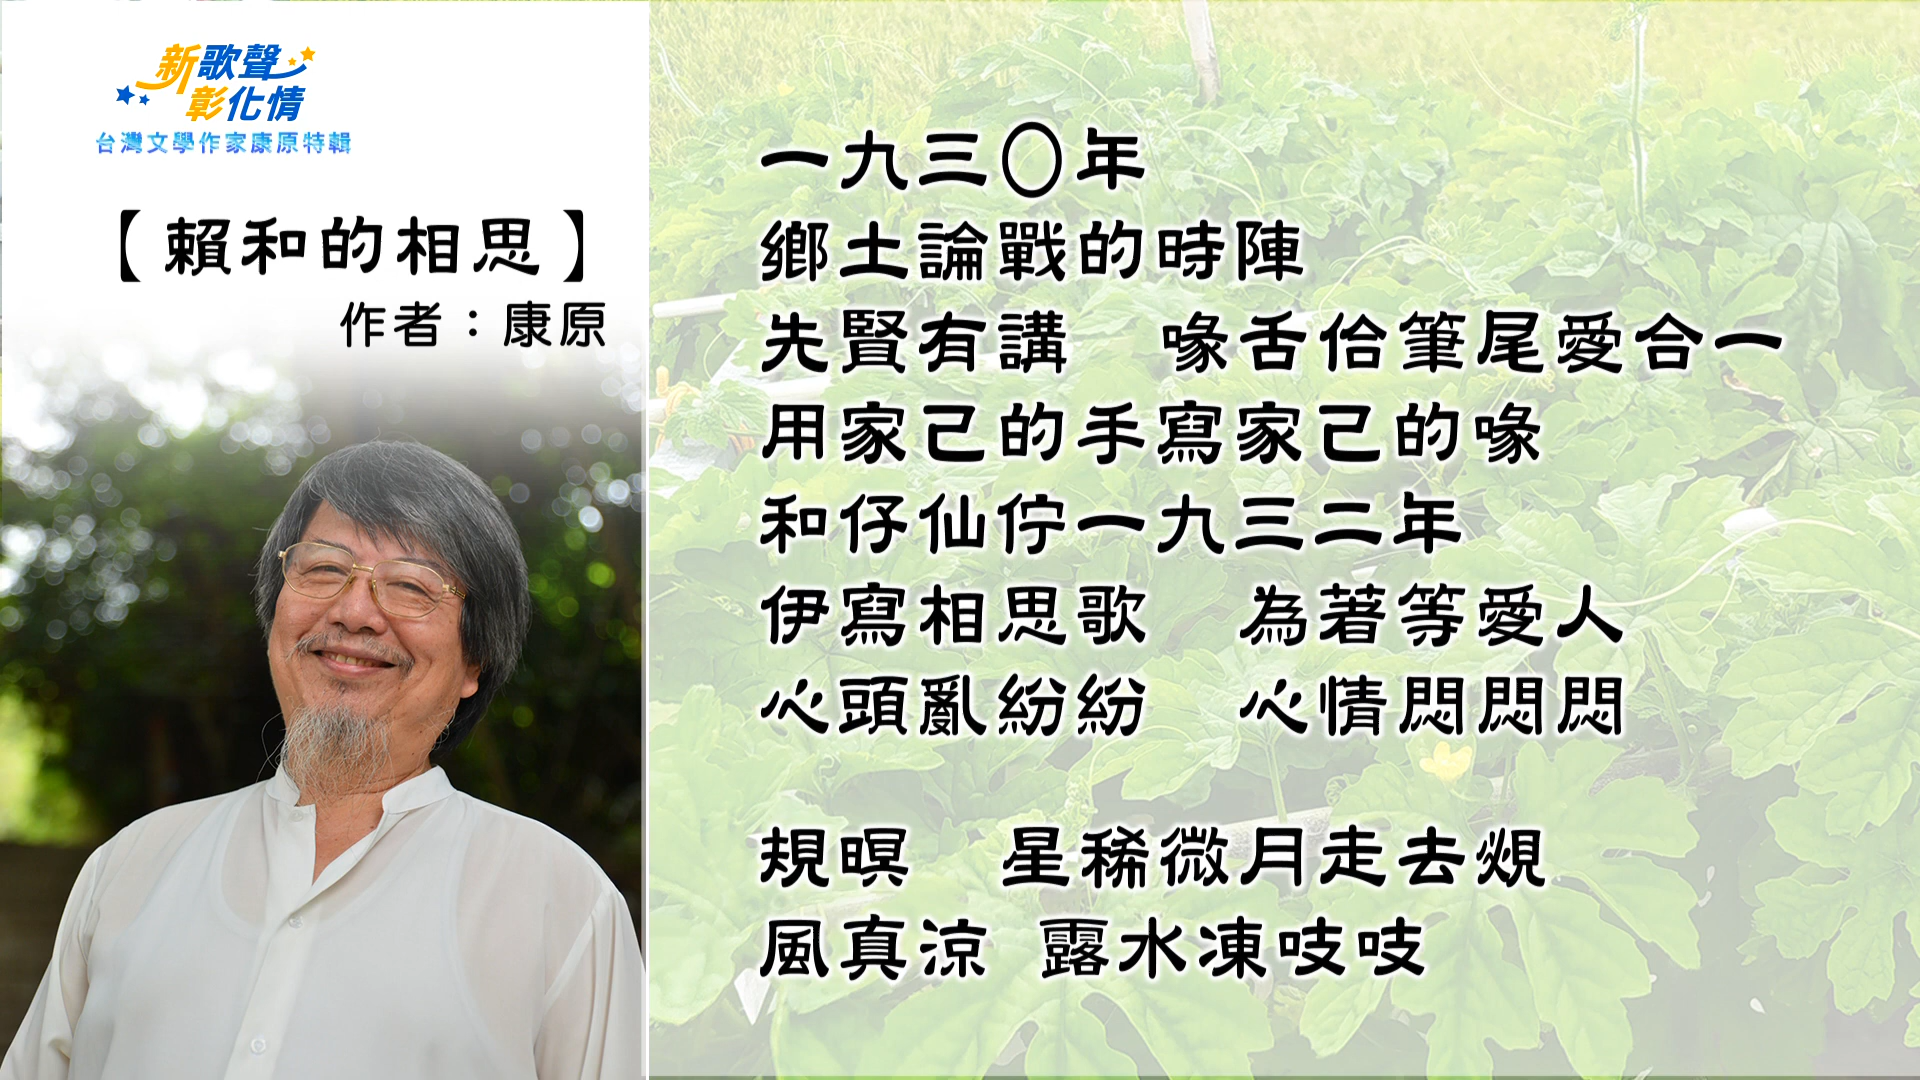 新歌聲
彰化情
台灣文學作家康原特輯
【賴和的相思】
作者：康原
一九三〇年
鄉土論戰的時陣
先賢有講 喙舌佮筆尾愛合一
用家己的手寫家己的喙
和仔仙佇一九三二年
伊寫相思歌 為著等愛人
心頭亂紛紛 心情悶悶悶
規暝 星稀微月走去覕
風真涼 露水凍吱吱